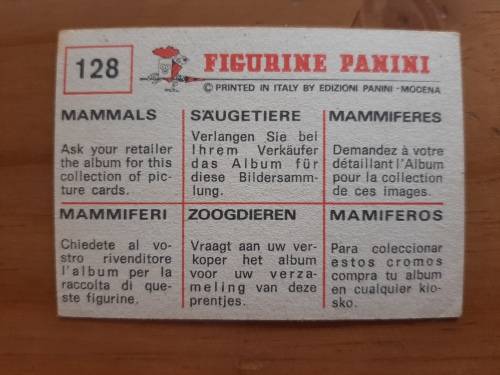 128
FIGURINE PANINI
© PRINTED IN ITALY BY EDIZIONI PANINI - MODENA
MAMMALS
Ask your retailer
the album for this
collection of pic-
ture cards.
SÄUGETIERE
Verlangen Sie bei
Ihrem Verkäufer
das Album für
diese Bildersamm-
lung.
MAMMIFERES
Demandez à votre
détaillant l'Album
pour la collection
de ces images.
MAMMIFERI
Chiedete al vo-
stro rivenditore
l'album per la
raccolta di que-
ste figurine.
ZOOGDIEREN
Vraagt aan uw ver-
koper het album
voor uw verza-
meling van deze
prentjes.
MAMIFEROS
Para coleccionar
estos cromos
compra tu album
en cualquier kio-
sko.